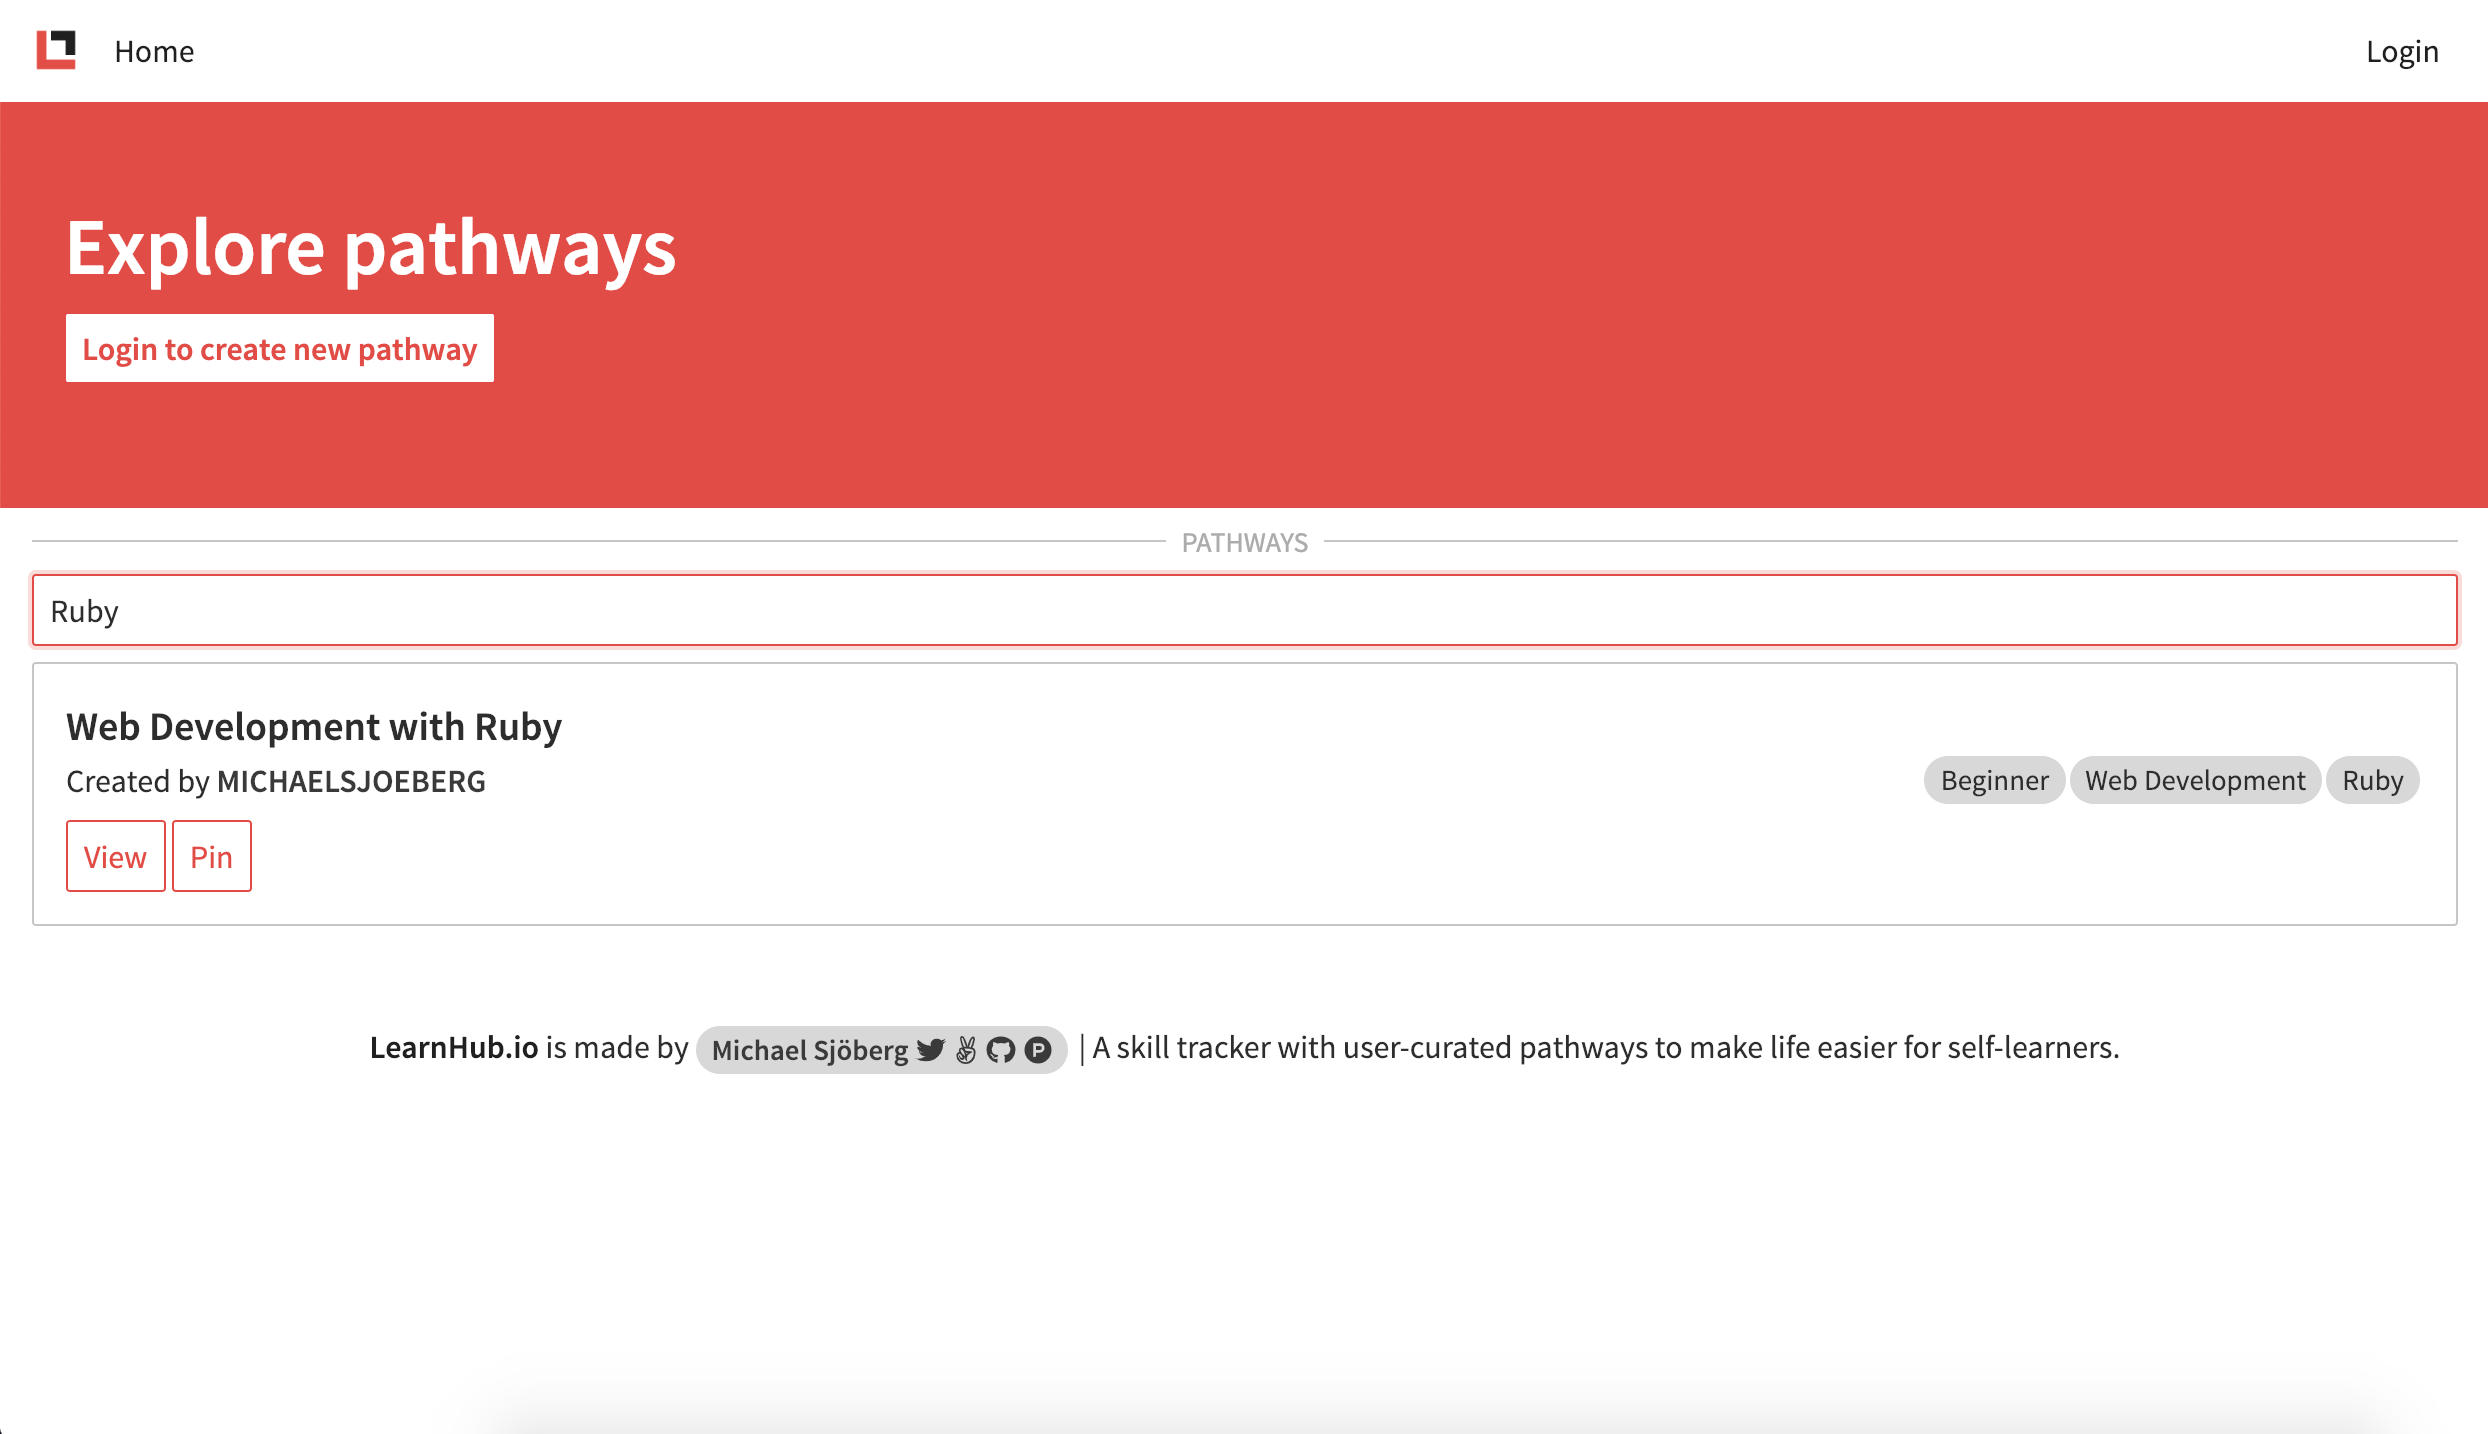 Home
Login
Explore pathways
Login to create new pathway
PATHWAYS
Ruby
Web Development with Ruby
Created by MICHAELSJOEBERG
Beginner
Web Development
Ruby
View
Pin
LearnHub.io is made by Michael Sjöberg | A skill tracker with user-curated pathways to make life easier for self-learners.